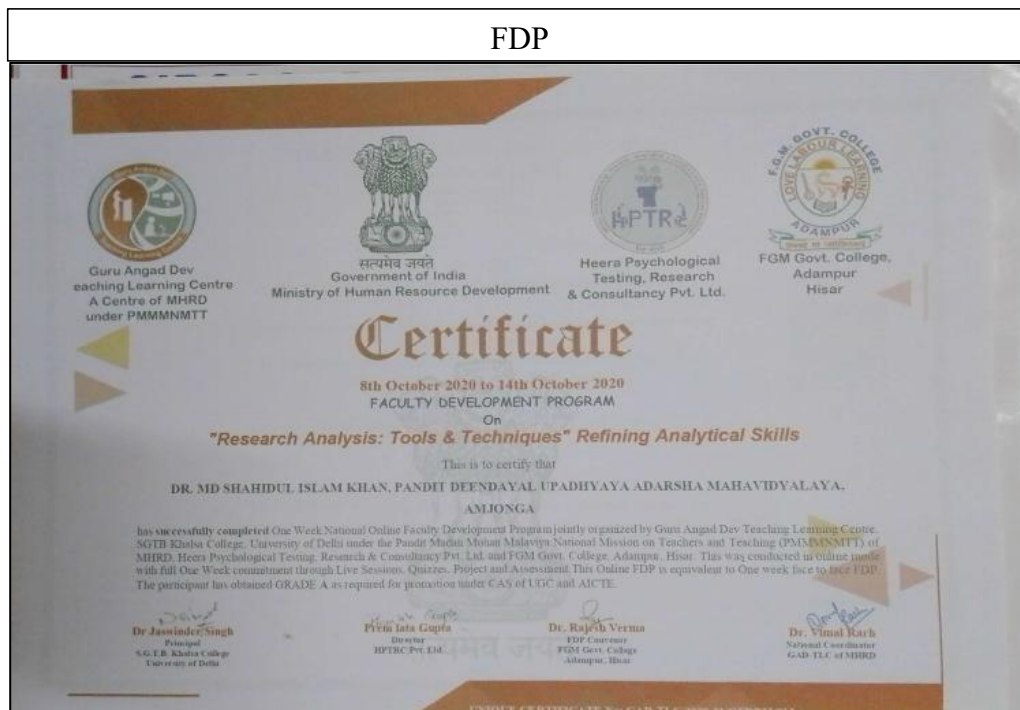 FDP
Guru Angad Dev
eaching Learning Centre
A Centre of MHRD
under PMMMNMTT
सत्यमेव जयते
Government of India
Ministry of Human Resource Development
HPTR
Heera Psychological
Testing, Research
& Consultancy Pvt. Ltd.
F.G.M. GOVT. COLLEGE
LOVE LABOUR LEARNING
ADAMPUR
FGM Govt. College,
Adampur
Hisar
Certificate
8th October 2020 to 14th October 2020
FACULTY DEVELOPMENT PROGRAM
On
"Research Analysis: Tools & Techniques" Refining Analytical Skills
This is to certify that
DR. MD SHAHIDUL ISLAM KHAN, PANDIT DEENDAYAL UPADHYAYA ADARSHA MAHAVIDYALAYA,
AMJONGA
has successfully completed One Week National Online Faculty Development Program jointly organized by Guru Angad Dev Teaching Learning Centre,
SGTB Khalsa College, University of Delhi under the Pandit Madan Mohan Malaviya National Mission on Teachers and Teaching (PMMMNMTT) of
MHRD, Heera Psychological Testing, Research & Consultancy Pvt. Ltd. and FGM Govt. College, Adampur, Hisar. This was conducted in online mode
with full One Week commitment through Live Sessions, Quizzes, Project and Assessment This Online FDP is equivalent to One week face to face FDP.
The participant has obtained GRADE A as required for promotion under CAS of UGC and AICTE.
Dr Jaswinder Singh
Principal
S.G.T.B. Khalsa College
University of Delhi
Prem lata Gupta
Director
HPTRC Pvt. Ltd.
Dr. Rajesh Verma
FDP Convener
FGM Govt. College
Adampur, Hisar
Dr. Vimal Rarh
National Coordinator
GAD-TLC of MHRD